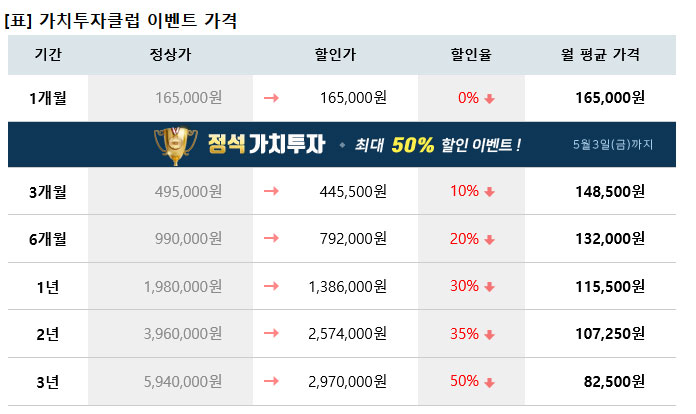 [표] 가치투자클럽 이벤트 가격
기간 정상가 할인가 할인율 월 평균 가격
1개월 165,000원 → 165,000원 0% 165,000원
정석 가치투자 최대 50% 할인 이벤트! 5월3일(금)까지
3개월 495,000원 → 445,500원 10% 148,500원
6개월 990,000원 → 792,000원 20% 132,000원
1년 1,980,000원 → 1,386,000원 30% 115,500원
2년 3,960,000원 → 2,574,000원 35% 107,250원
3년 5,940,000원 → 2,970,000원 50% 82,500원